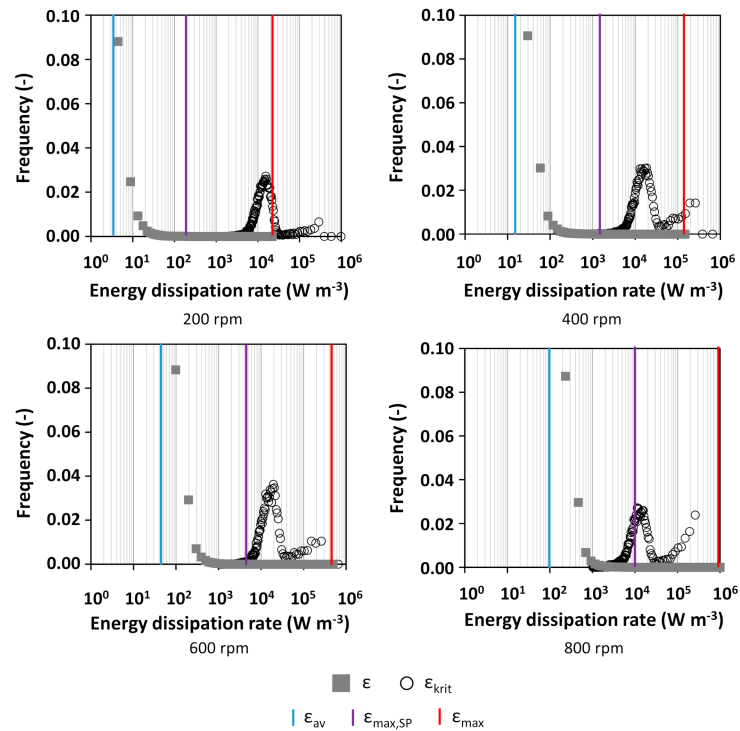 0.10
0.08
0.06
0.04
0.02
0.00
Frequency (-)
10⁰ 10¹ 10² 10³ 10⁴ 10⁵ 10⁶
Energy dissipation rate (W m⁻³)
200 rpm
0.10
0.08
0.06
0.04
0.02
0.00
Frequency (-)
10⁰ 10¹ 10² 10³ 10⁴ 10⁵ 10⁶
Energy dissipation rate (W m⁻³)
400 rpm
0.10
0.08
0.06
0.04
0.02
0.00
Frequency (-)
10⁰ 10¹ 10² 10³ 10⁴ 10⁵ 10⁶
Energy dissipation rate (W m⁻³)
600 rpm
0.10
0.08
0.06
0.04
0.02
0.00
Frequency (-)
10⁰ 10¹ 10² 10³ 10⁴ 10⁵ 10⁶
Energy dissipation rate (W m⁻³)
800 rpm
ε εkrit
εav εmax,SP εmax